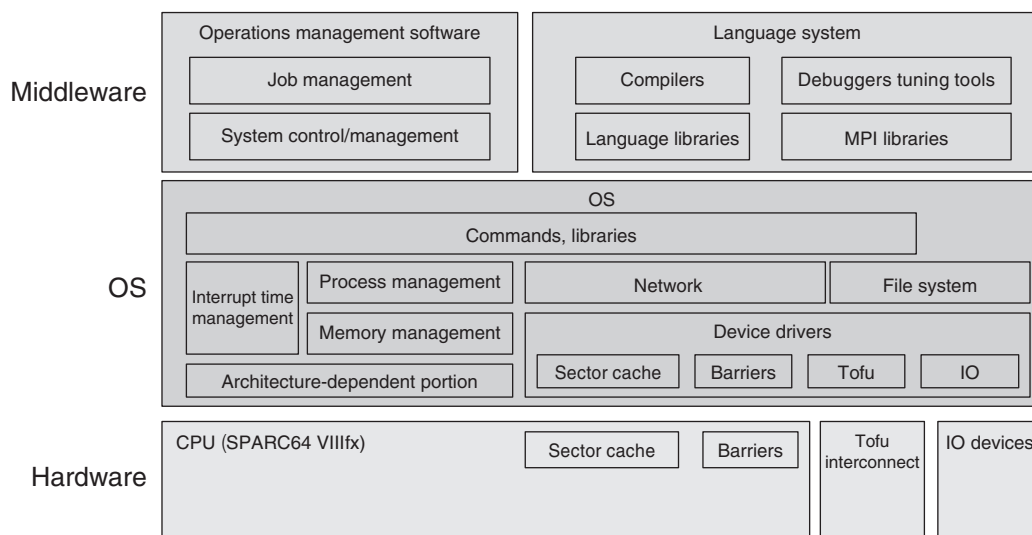 Middleware
Operations management software
Job management
System control/management
Language system
Compilers
Debuggers tuning tools
Language libraries
MPI libraries
OS
OS
Commands, libraries
Interrupt time
management
Process management
Memory management
Architecture-dependent portion
Network
File system
Device drivers
Sector cache
Barriers
Tofu
IO
Hardware
CPU (SPARC64 VIIIfx)
Sector cache
Barriers
Tofu
interconnect
IO devices